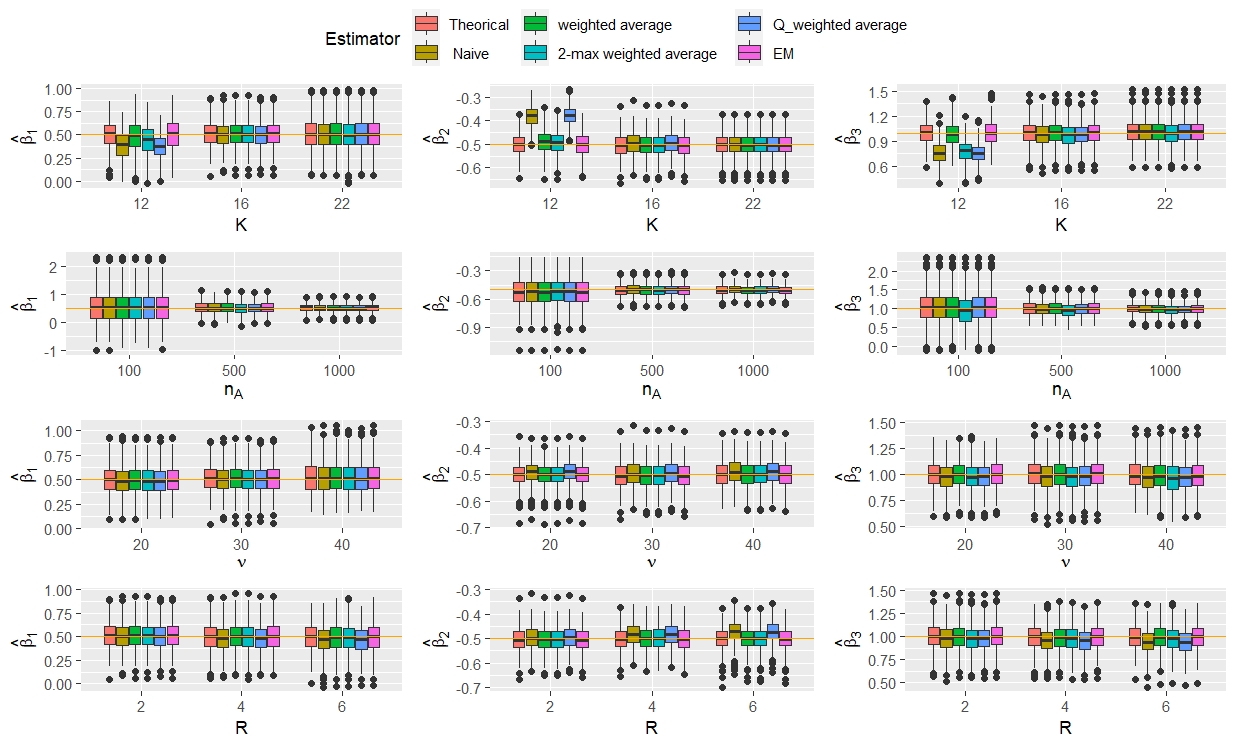 Estimator
Theorical
weighted average
Q_weighted average
Naive
2-max weighted average
EM
β̂1
1.00
0.75
0.50
0.25
0.00
12 16 22
K
β̂2
-0.3
-0.4
-0.5
-0.6
12 16 22
K
β̂3
1.5
1.2
0.9
0.6
12 16 22
K
β̂1
2
1
0
-1
100 500 1000
nA
β̂2
-0.3
-0.6
-0.9
100 500 1000
nA
β̂3
2.0
1.5
1.0
0.5
0.0
100 500 1000
nA
β̂1
1.00
0.75
0.50
0.25
0.00
20 30 40
ν
β̂2
-0.3
-0.4
-0.5
-0.6
-0.7
20 30 40
ν
β̂3
1.50
1.25
1.00
0.75
0.50
20 30 40
ν
β̂1
1.00
0.75
0.50
0.25
0.00
2 4 6
R
β̂2
-0.3
-0.4
-0.5
-0.6
-0.7
2 4 6
R
β̂3
1.50
1.25
1.00
0.75
0.50
2 4 6
R